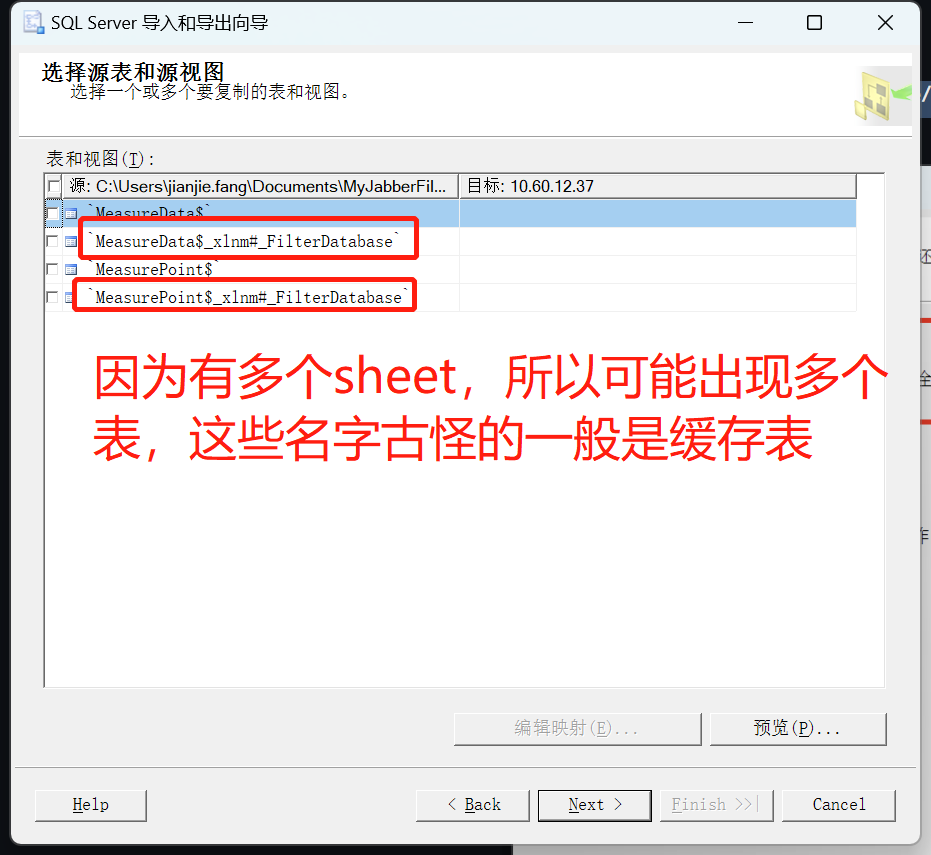 SQL Server 导入和导出向导
选择源表和源视图
选择一个或多个要复制的表和视图。
表和视图(T)：
源: C:\Users\jianjie.fang\Documents\MyJabberFil... 目标: 10.60.12.37
`MeasureData$`
`MeasureData$_xlnm#_FilterDatabase`
`MeasurePoint$`
`MeasurePoint$_xlnm#_FilterDatabase`
因为有多个sheet，所以可能出现多个
表，这些名字古怪的一般是缓存表
编辑映射(E)... 预览(P)...
Help < Back Next > Finish >>| Cancel